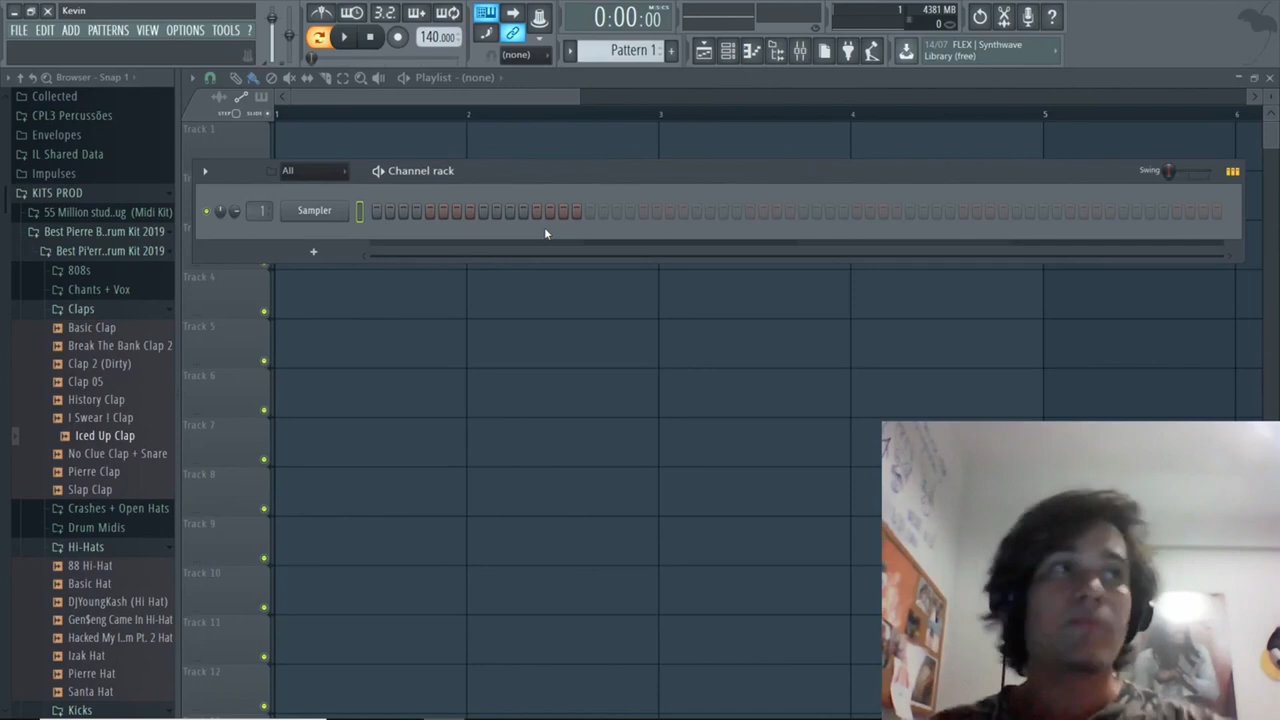 Kevin
FILE EDIT ADD PATTERNS VIEW OPTIONS TOOLS ?
3.2
140.000
(none)
0:00:00
M:S:CS
Pattern 1
1
4381 MB
0
14/07 FLEX | Synthwave
Library (free)
Browser - Snap 1
Collected
CPL3 Percussões
Envelopes
IL Shared Data
Impulses
KITS PROD
55 Million stud..ug (Midi Kit)
Best Pierre B...rum Kit 2019
Best Pi'err...rum Kit 2019
808s
Chants + Vox
Claps
Basic Clap
Break The Bank Clap 2
Clap 2 (Dirty)
Clap 05
History Clap
I Swear ! Clap
Iced Up Clap
No Clue Clap + Snare
Pierre Clap
Slap Clap
Crashes + Open Hats
Drum Midis
Hi-Hats
88 Hi-Hat
Basic Hat
DJYoungKash (Hi Hat)
Gen$eng Came In Hi-Hat
Hacked My I..m Pt. 2 Hat
Izak Hat
Pierre Hat
Santa Hat
Kicks
Playlist - (none)
STEP SLIDE
1 2 3 4 5 6
Track 1
All
Channel rack
Swing
1 Sampler
+
Track 4
Track 5
Track 6
Track 7
Track 8
Track 9
Track 10
Track 11
Track 12